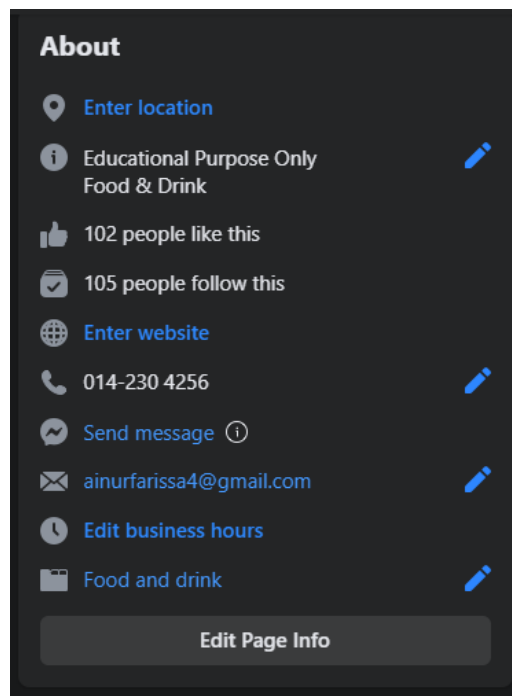 About
Enter location
Educational Purpose Only
Food & Drink
102 people like this
105 people follow this
Enter website
014-230 4256
Send message
ainurfarissa4@gmail.com
Edit business hours
Food and drink
Edit Page Info